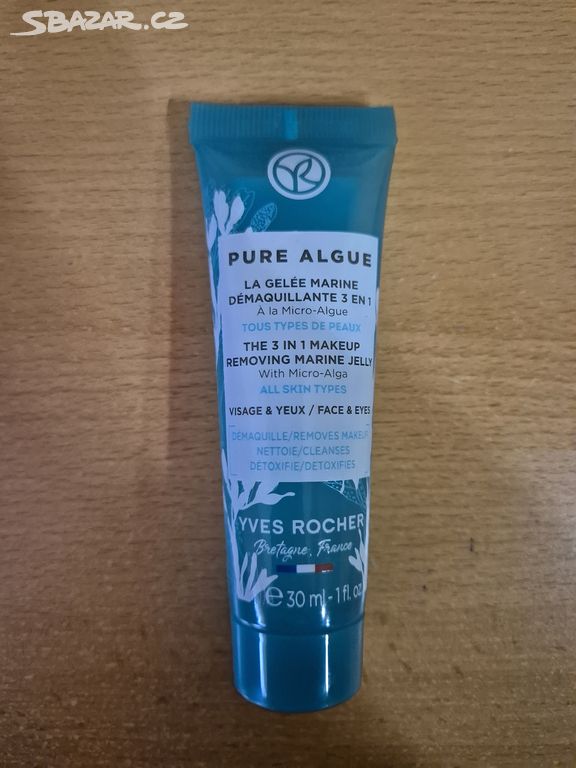 SBAZAR.CZ
PURE ALGUE
LA GELÉE MARINE
DÉMAQUILLANTE 3 EN 1
À la Micro-Algue
TOUS TYPES DE PEAUX
THE 3 IN 1 MAKEUP
REMOVING MARINE JELLY
With Micro-Alga
ALL SKIN TYPES
VISAGE & YEUX / FACE & EYES
DÉMAQUILLE/REMOVES MAKEUP
NETTOIE/CLEANSES
DÉTOXIFIE/DETOXIFIES
YVES ROCHER
Bretagne, France
℮ 30 ml - 1 fl. oz.